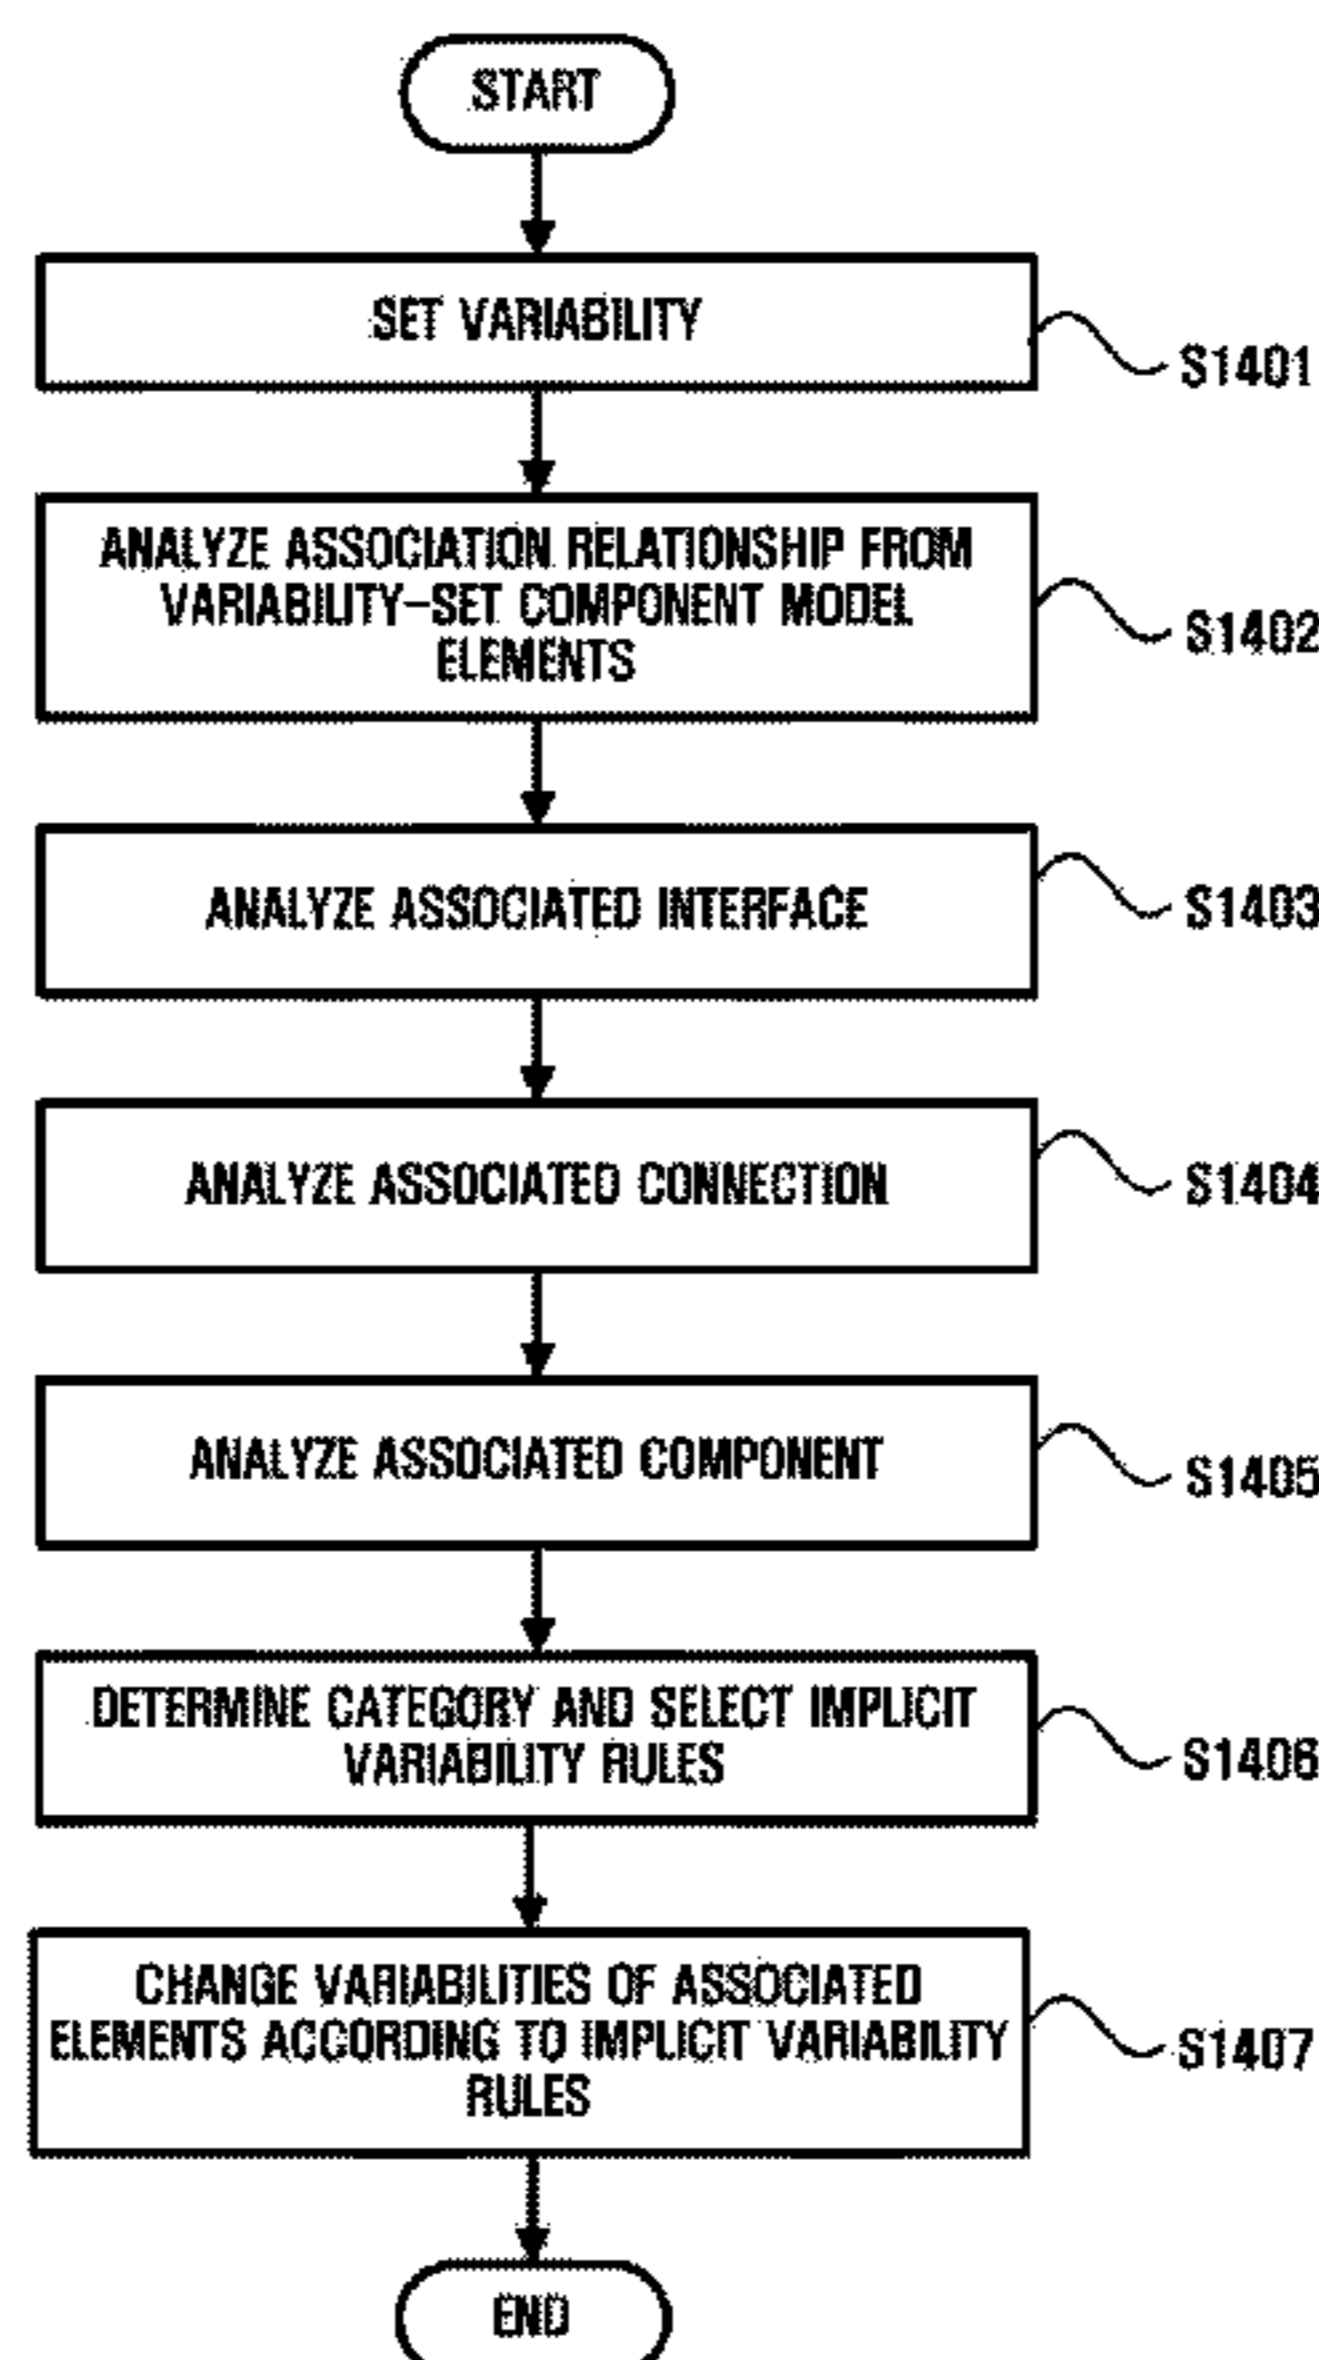 START
SET VARIABILITY
S1401
ANALYZE ASSOCIATION RELATIONSHIP FROM
VARIABILITY-SET COMPONENT MODEL
ELEMENTS
S1402
ANALYZE ASSOCIATED INTERFACE
S1403
ANALYZE ASSOCIATED CONNECTION
S1404
ANALYZE ASSOCIATED COMPONENT
S1405
DETERMINE CATEGORY AND SELECT IMPLICIT
VARIABILITY RULES
S1406
CHANGE VARIABILITIES OF ASSOCIATED
ELEMENTS ACCORDING TO IMPLICIT VARIABILITY
RULES
S1407
END